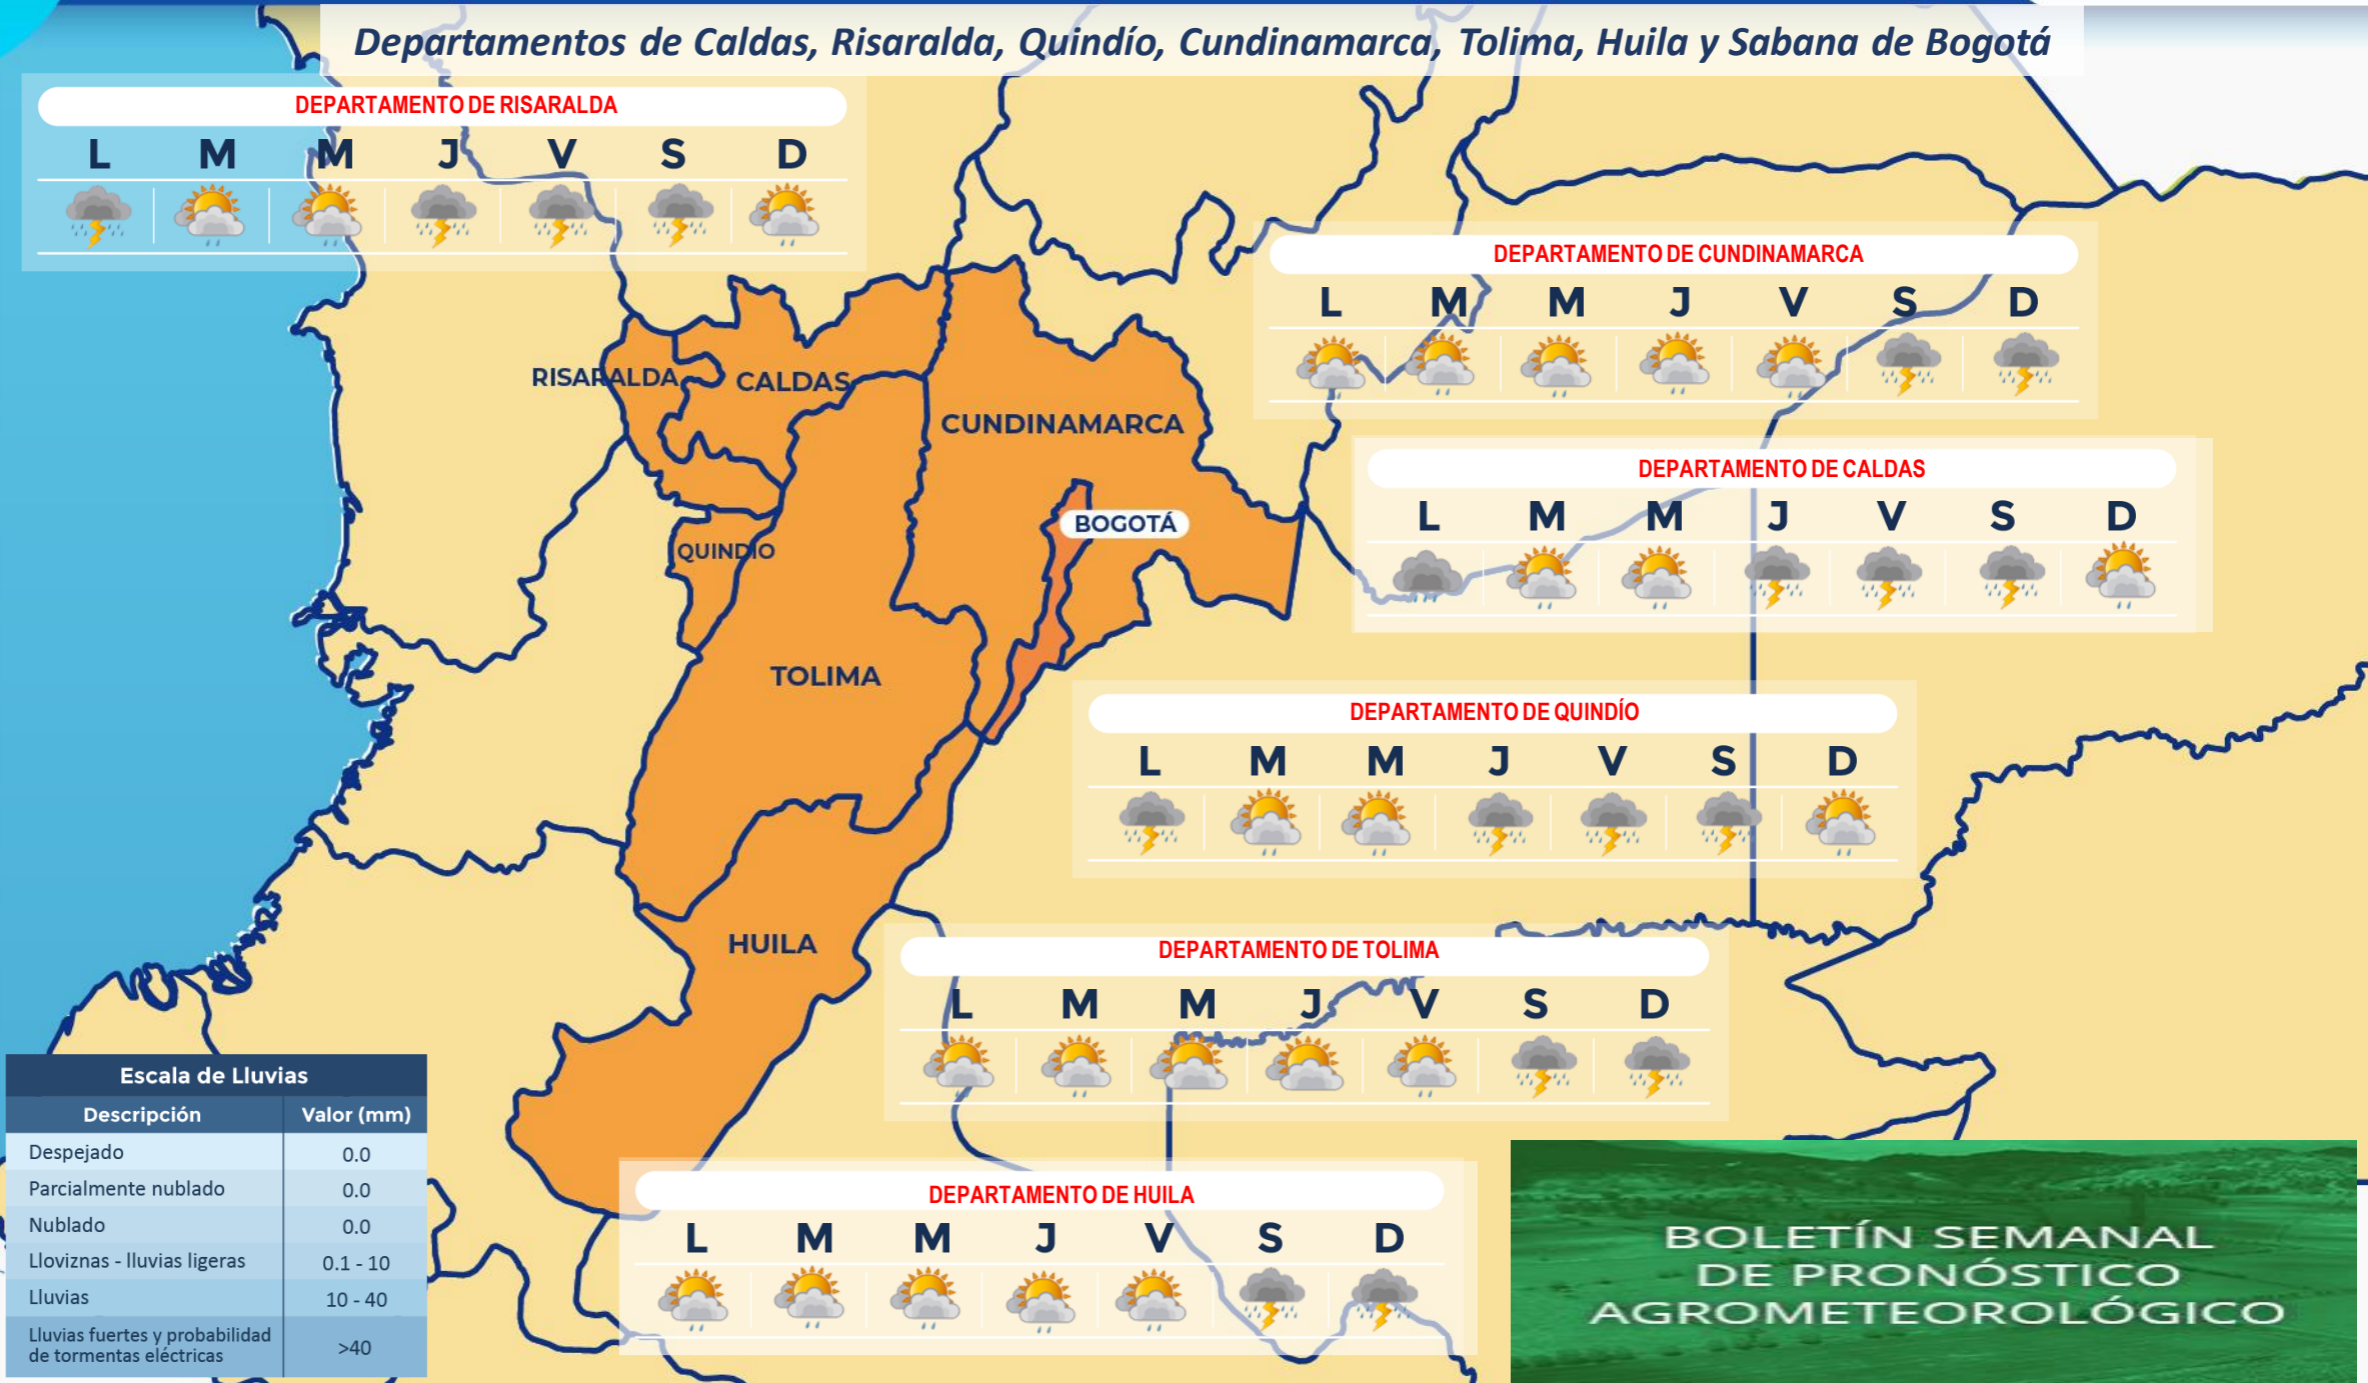 Departamentos de Caldas, Risaralda, Quindío, Cundinamarca, Tolima, Huila y Sabana de Bogotá
DEPARTAMENTO DE RISARALDA
L M M J V S D
DEPARTAMENTO DE CUNDINAMARCA
L M M J V S D
RISARALDA
CALDAS
CUNDINAMARCA
DEPARTAMENTO DE CALDAS
L M M J V S D
BOGOTÁ
QUINDIO
TOLIMA
DEPARTAMENTO DE QUINDÍO
L M M J V S D
HUILA
DEPARTAMENTO DE TOLIMA
L M M J V S D
DEPARTAMENTO DE HUILA
L M M J V S D
Escala de Lluvias
Descripción Valor (mm)
Despejado 0.0
Parcialmente nublado 0.0
Nublado 0.0
Lloviznas - lluvias ligeras 0.1 - 10
Lluvias 10 - 40
Lluvias fuertes y probabilidad
de tormentas eléctricas >40
BOLETÍN SEMANAL
DE PRONÓSTICO
AGROMETEOROLÓGICO